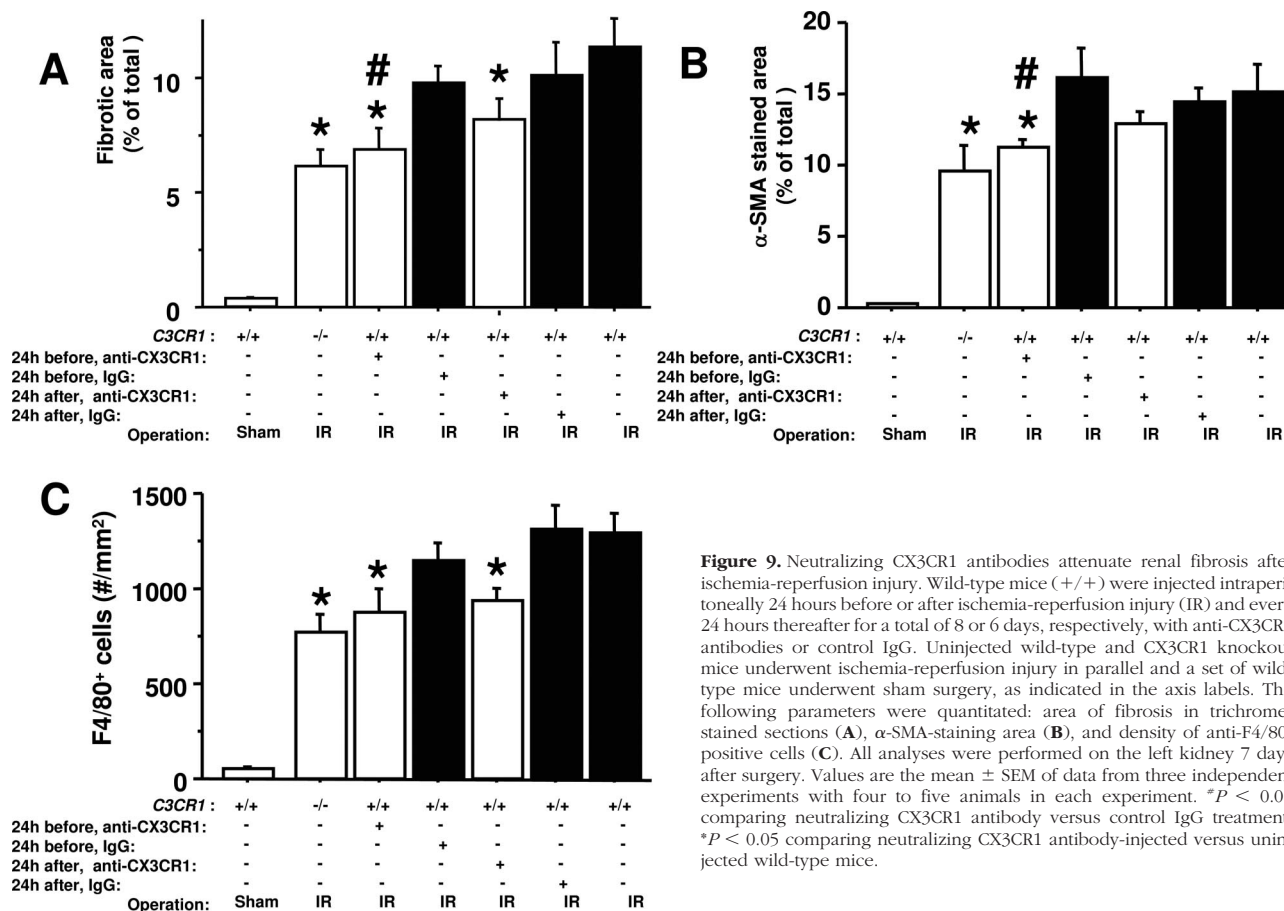 A
Fibrotic area
(% of total )
10
5
0
#
*
*
*
C3CR1 : +/+ -/- +/+ +/+ +/+ +/+ +/+
24h before, anti-CX3CR1: - - + - - - -
24h before, IgG: - - - + - - -
24h after, anti-CX3CR1: - - - - + - -
24h after, IgG: - - - - - + -
Operation: Sham IR IR IR IR IR IR
B
α-SMA stained area
(% of total )
20
15
10
5
0
#
*
*
C3CR1 : +/+ -/- +/+ +/+ +/+ +/+ +/+
24h before, anti-CX3CR1: - - + - - - -
24h before, IgG: - - - + - - -
24h after, anti-CX3CR1: - - - - + - -
24h after, IgG: - - - - - + -
Operation: Sham IR IR IR IR IR IR
C
F4/80+ cells (#/mm²)
1500
1000
500
0
*
*
*
C3CR1 : +/+ -/- +/+ +/+ +/+ +/+ +/+
24h before, anti-CX3CR1: - - + - - - -
24h before, IgG: - - - + - - -
24h after, anti-CX3CR1: - - - - + - -
24h after, IgG: - - - - - + -
Operation: Sham IR IR IR IR IR IR
Figure 9. Neutralizing CX3CR1 antibodies attenuate renal fibrosis afte
ischemia-reperfusion injury. Wild-type mice (+/+) were injected intraperi
toneally 24 hours before or after ischemia-reperfusion injury (IR) and ever
24 hours thereafter for a total of 8 or 6 days, respectively, with anti-CX3CR
antibodies or control IgG. Uninjected wild-type and CX3CR1 knockou
mice underwent ischemia-reperfusion injury in parallel and a set of wild
type mice underwent sham surgery, as indicated in the axis labels. Th
following parameters were quantitated: area of fibrosis in trichrome
stained sections (A), α-SMA-staining area (B), and density of anti-F4/80
positive cells (C). All analyses were performed on the left kidney 7 day
after surgery. Values are the mean ± SEM of data from three independen
experiments with four to five animals in each experiment. #P < 0.0
comparing neutralizing CX3CR1 antibody versus control IgG treatment
*P < 0.05 comparing neutralizing CX3CR1 antibody-injected versus unin
jected wild-type mice.